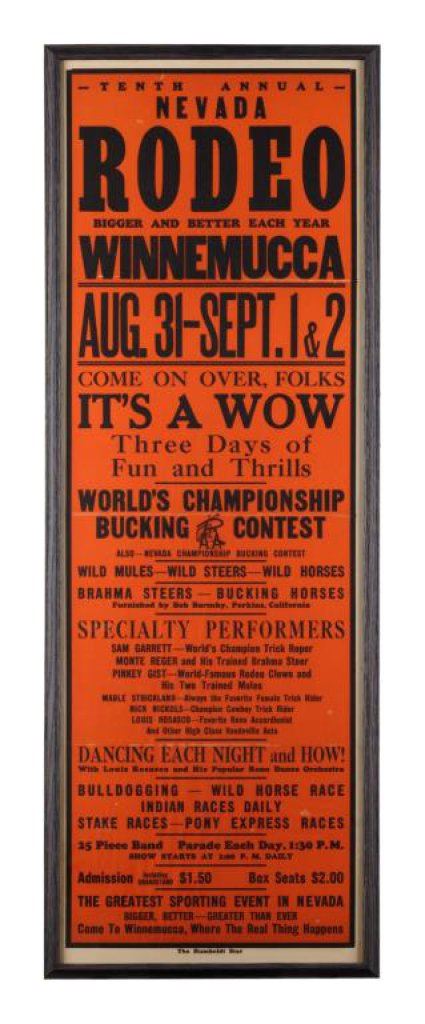 — TENTH ANNUAL —
NEVADA
RODEO
BIGGER AND BETTER EACH YEAR
WINNEMUCCA
AUG. 31-SEPT. 1 & 2
COME ON OVER, FOLKS
IT'S A WOW
Three Days of
Fun and Thrills
WORLD'S CHAMPIONSHIP
BUCKING CONTEST
ALSO—NEVADA CHAMPIONSHIP BUCKING CONTEST
WILD MULES—WILD STEERS—WILD HORSES
BRAHMA STEERS — BUCKING HORSES
Furnished by Bob Barmby, Perkins, California
SPECIALTY PERFORMERS
SAM GARRETT—World's Champion Trick Roper
MONTE REGER and His Trained Brahma Steer
PINKEY GIST—World-Famous Rodeo Clown and
His Two Trained Mules
MABLE STRICKLAND—Always the Favorite Female Trick Rider
BUCK NICKOLS—Champion Cowboy Trick Rider
LOUIS ROSASCO—Favorite Reno Accordionist
And Other High Class Vaudeville Acts
DANCING EACH NIGHT and HOW!
With Louis and His Popular Reno Dance Orchestra
BULLDOGGING — WILD HORSE RACE
INDIAN RACES DAILY
STAKE RACES—PONY EXPRESS RACES
25 Piece Band Parade Each Day, 1:30 P.M.
SHOW STARTS AT 2:00 P. M. DAILY
Admission including GRANDSTAND $1.50 Box Seats $2.00
THE GREATEST SPORTING EVENT IN NEVADA
BIGGER, BETTER—GREATER THAN EVER
Come To Winnemucca, Where The Real Thing Happens
The Humboldt Star